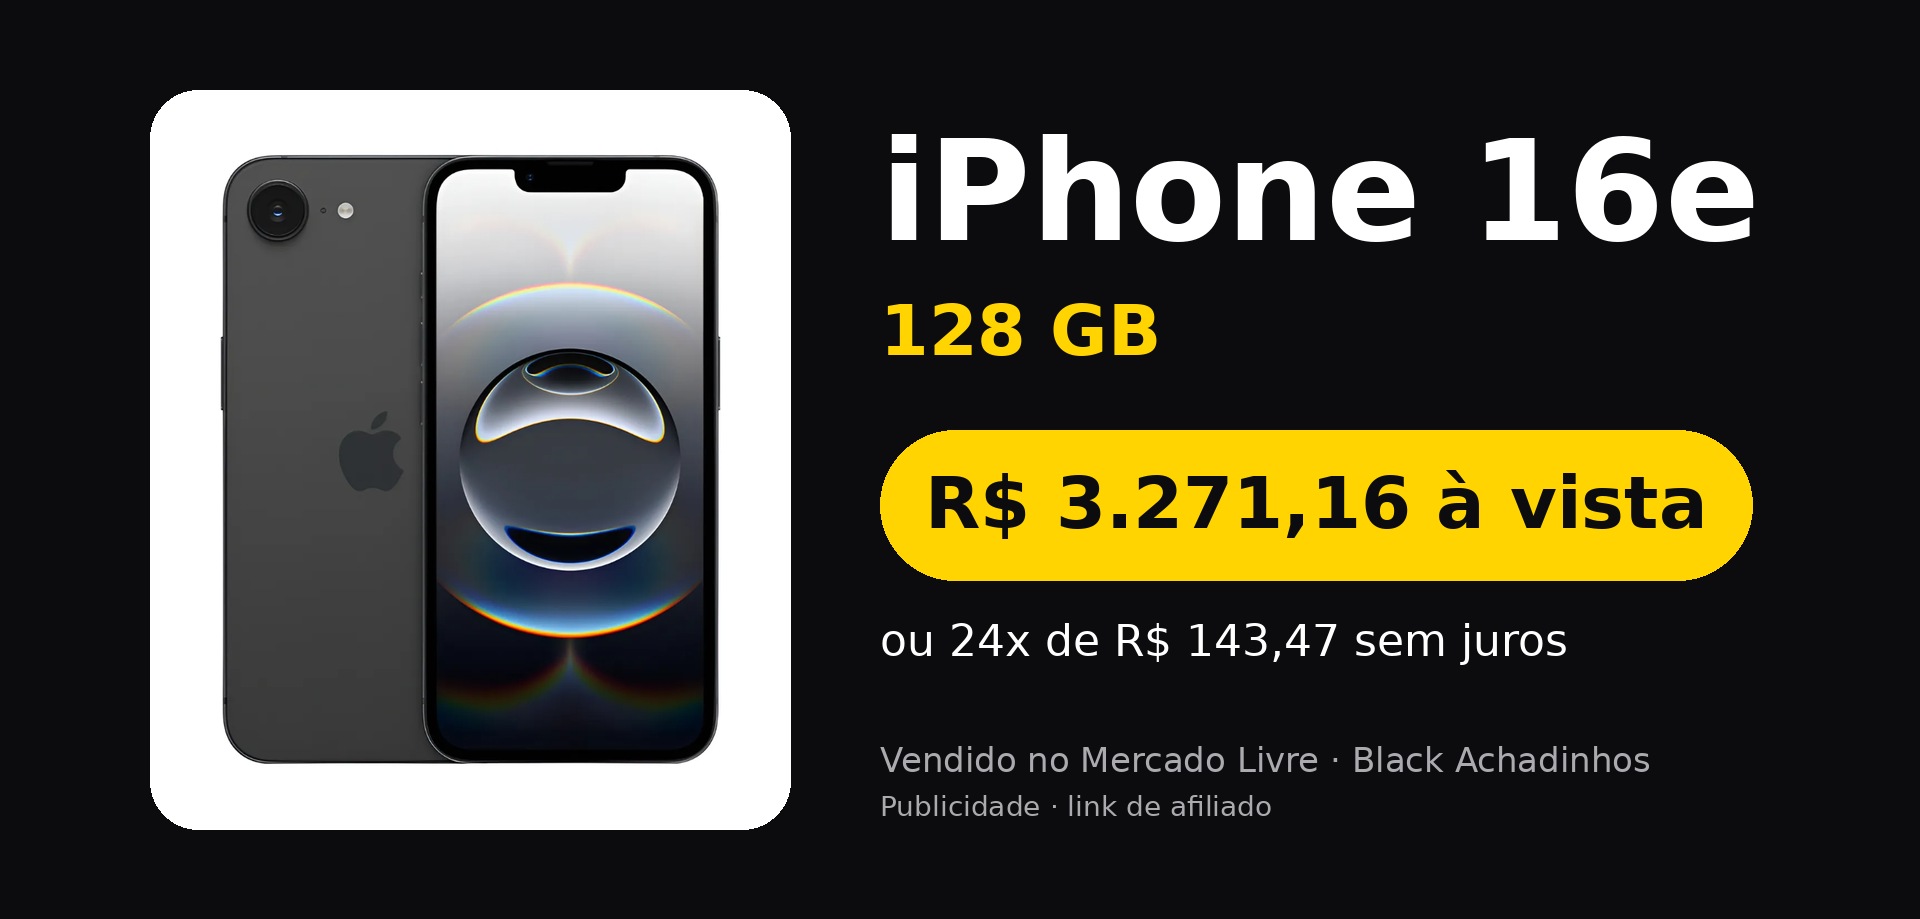 iPhone 16e
128 GB
R$ 3.271,16 à vista
ou 24x de R$ 143,47 sem juros
Vendido no Mercado Livre · Black Achadinhos
Publicidade · link de afiliado